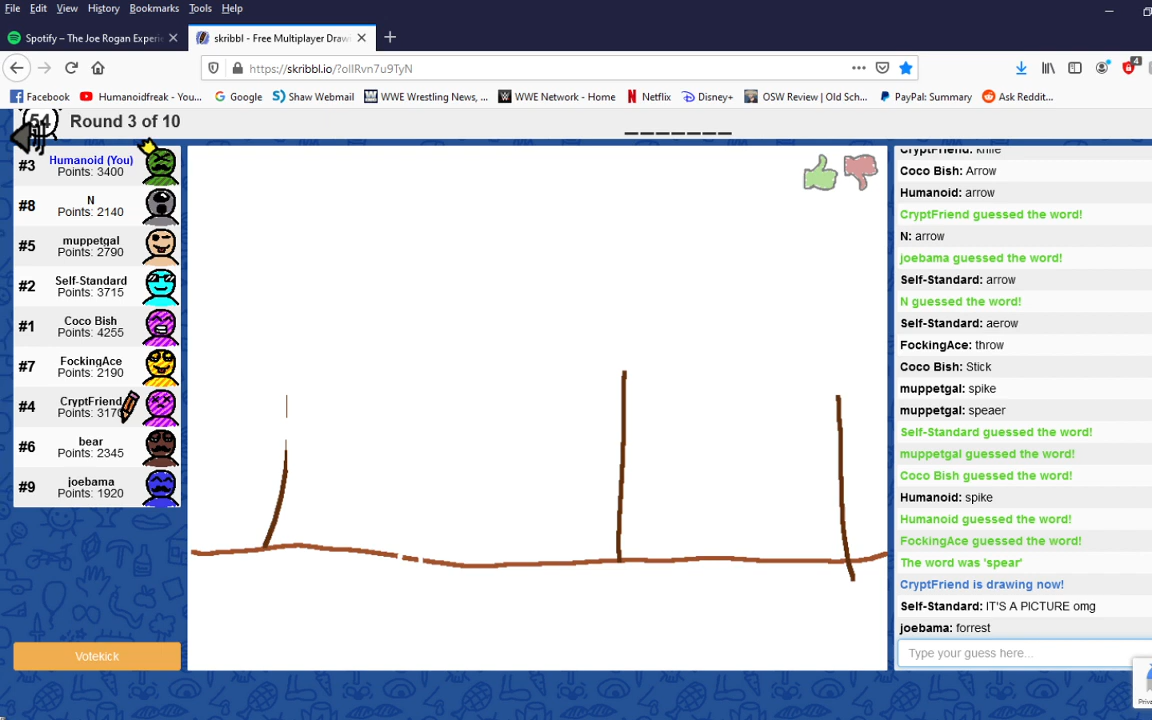 File Edit View History Bookmarks Tools Help
Spotify – The Joe Rogan Experi
skribbl - Free Multiplayer Draw
https://skribbl.io/?olIRvn7u9TyN
4
Facebook Humanoidfreak - You... Google Shaw Webmail WWE Wrestling News, ... WWE Network - Home Netflix Disney+ OSW Review | Old Sch... PayPal: Summary Ask Reddit...
54 Round 3 of 10 _______
#3 Humanoid (You)
Points: 3400
#8 N
Points: 2140
#5 muppetgal
Points: 2790
#2 Self-Standard
Points: 3715
#1 Coco Bish
Points: 4255
#7 FockingAce
Points: 2190
#4 CryptFriend
Points: 3170
#6 bear
Points: 2345
#9 joebama
Points: 1920
Votekick
CryptFriend: knife
Coco Bish: Arrow
Humanoid: arrow
CryptFriend guessed the word!
N: arrow
joebama guessed the word!
Self-Standard: arrow
N guessed the word!
Self-Standard: aerow
FockingAce: throw
Coco Bish: Stick
muppetgal: spike
muppetgal: speaer
Self-Standard guessed the word!
muppetgal guessed the word!
Coco Bish guessed the word!
Humanoid: spike
Humanoid guessed the word!
FockingAce guessed the word!
The word was 'spear'
CryptFriend is drawing now!
Self-Standard: IT'S A PICTURE omg
joebama: forrest
Type your guess here...